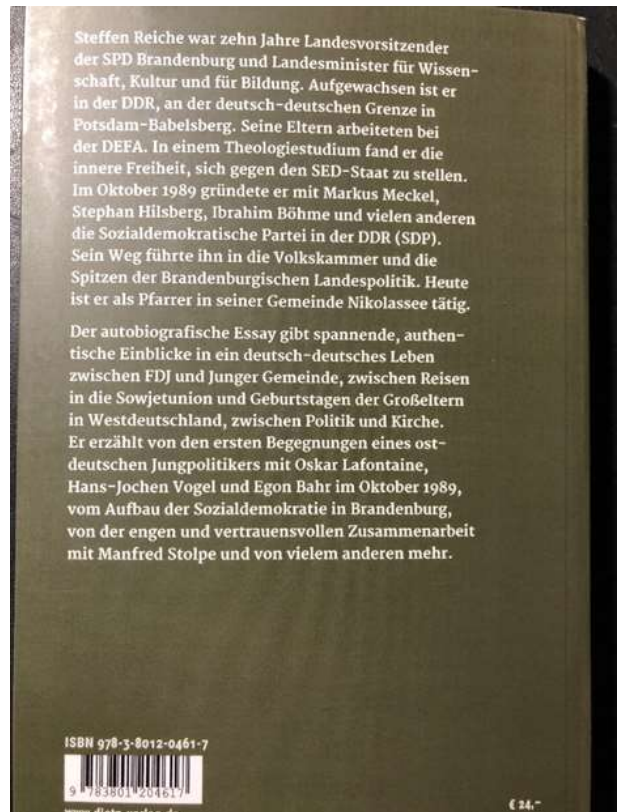 Steffen Reiche war zehn Jahre Landesvorsitzender
der SPD Brandenburg und Landesminister für Wissen-
schaft, Kultur und für Bildung. Aufgewachsen ist er
in der DDR, an der deutsch-deutschen Grenze in
Potsdam-Babelsberg. Seine Eltern arbeiteten bei
der DEFA. In einem Theologiestudium fand er die
innere Freiheit, sich gegen den SED-Staat zu stellen.
Im Oktober 1989 gründete er mit Markus Meckel,
Stephan Hilsberg, Ibrahim Böhme und vielen anderen
die Sozialdemokratische Partei in der DDR (SDP).
Sein Weg führte ihn in die Volkskammer und die
Spitzen der Brandenburgischen Landespolitik. Heute
ist er als Pfarrer in seiner Gemeinde Nikolassee tätig.
Der autobiografische Essay gibt spannende, authen-
tische Einblicke in ein deutsch-deutsches Leben
zwischen FDJ und Junger Gemeinde, zwischen Reisen
in die Sowjetunion und Geburtstagen der Großeltern
in Westdeutschland, zwischen Politik und Kirche.
Er erzählt von den ersten Begegnungen eines ost-
deutschen Jungpolitikers mit Oskar Lafontaine,
Hans-Jochen Vogel und Egon Bahr im Oktober 1989,
vom Aufbau der Sozialdemokratie in Brandenburg,
von der engen und vertrauensvollen Zusammenarbeit
mit Manfred Stolpe und von vielem anderen mehr.
ISBN 978-3-8012-0461-7
9 783801 204617
€ 24,-